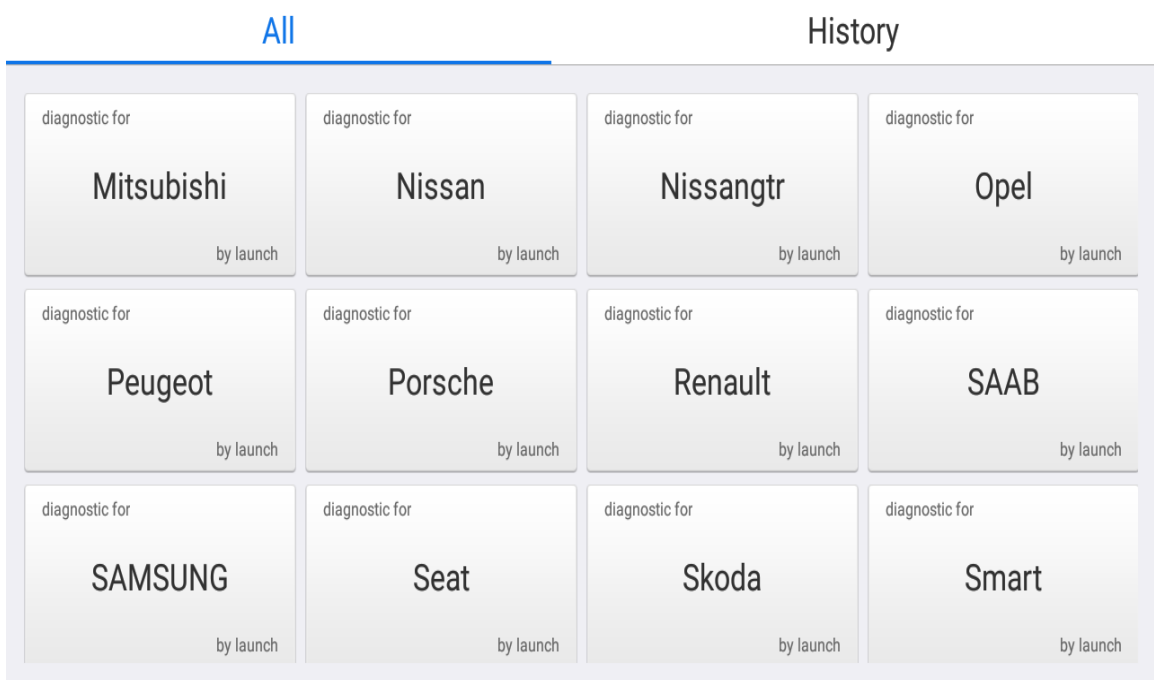 All History
diagnostic for diagnostic for diagnostic for diagnostic for
Mitsubishi Nissan Nissangtr Opel
by launch by launch by launch by launch
diagnostic for diagnostic for diagnostic for diagnostic for
Peugeot Porsche Renault SAAB
by launch by launch by launch by launch
diagnostic for diagnostic for diagnostic for diagnostic for
SAMSUNG Seat Skoda Smart
by launch by launch by launch by launch